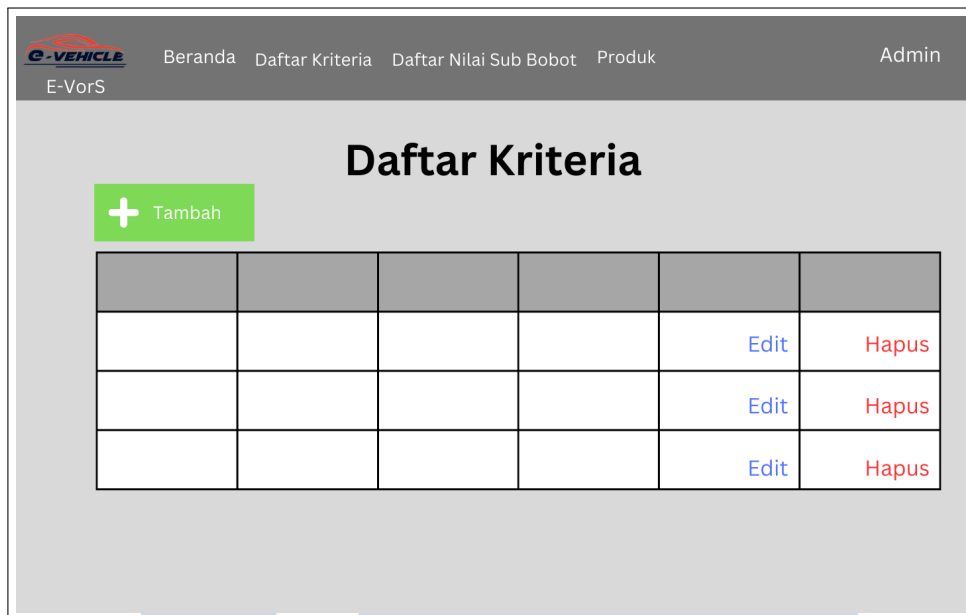 e-VEHICLE
E-VorS
Beranda Daftar Kriteria Daftar Nilai Sub Bobot Produk Admin
Daftar Kriteria
Tambah
Edit Hapus
Edit Hapus
Edit Hapus